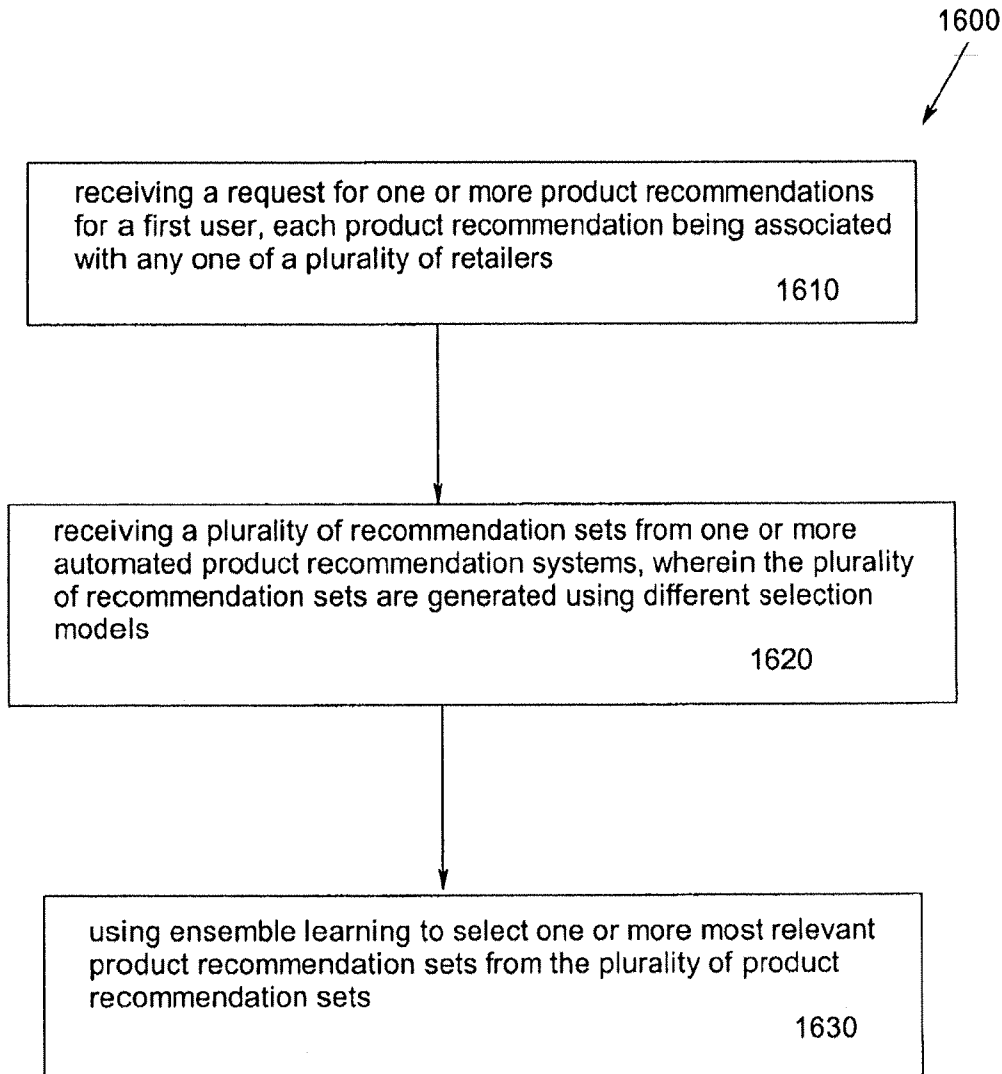 1600
receiving a request for one or more product recommendations
for a first user, each product recommendation being associated
with any one of a plurality of retailers
1610
receiving a plurality of recommendation sets from one or more
automated product recommendation systems, wherein the plurality
of recommendation sets are generated using different selection
models
1620
using ensemble learning to select one or more most relevant
product recommendation sets from the plurality of product
recommendation sets
1630